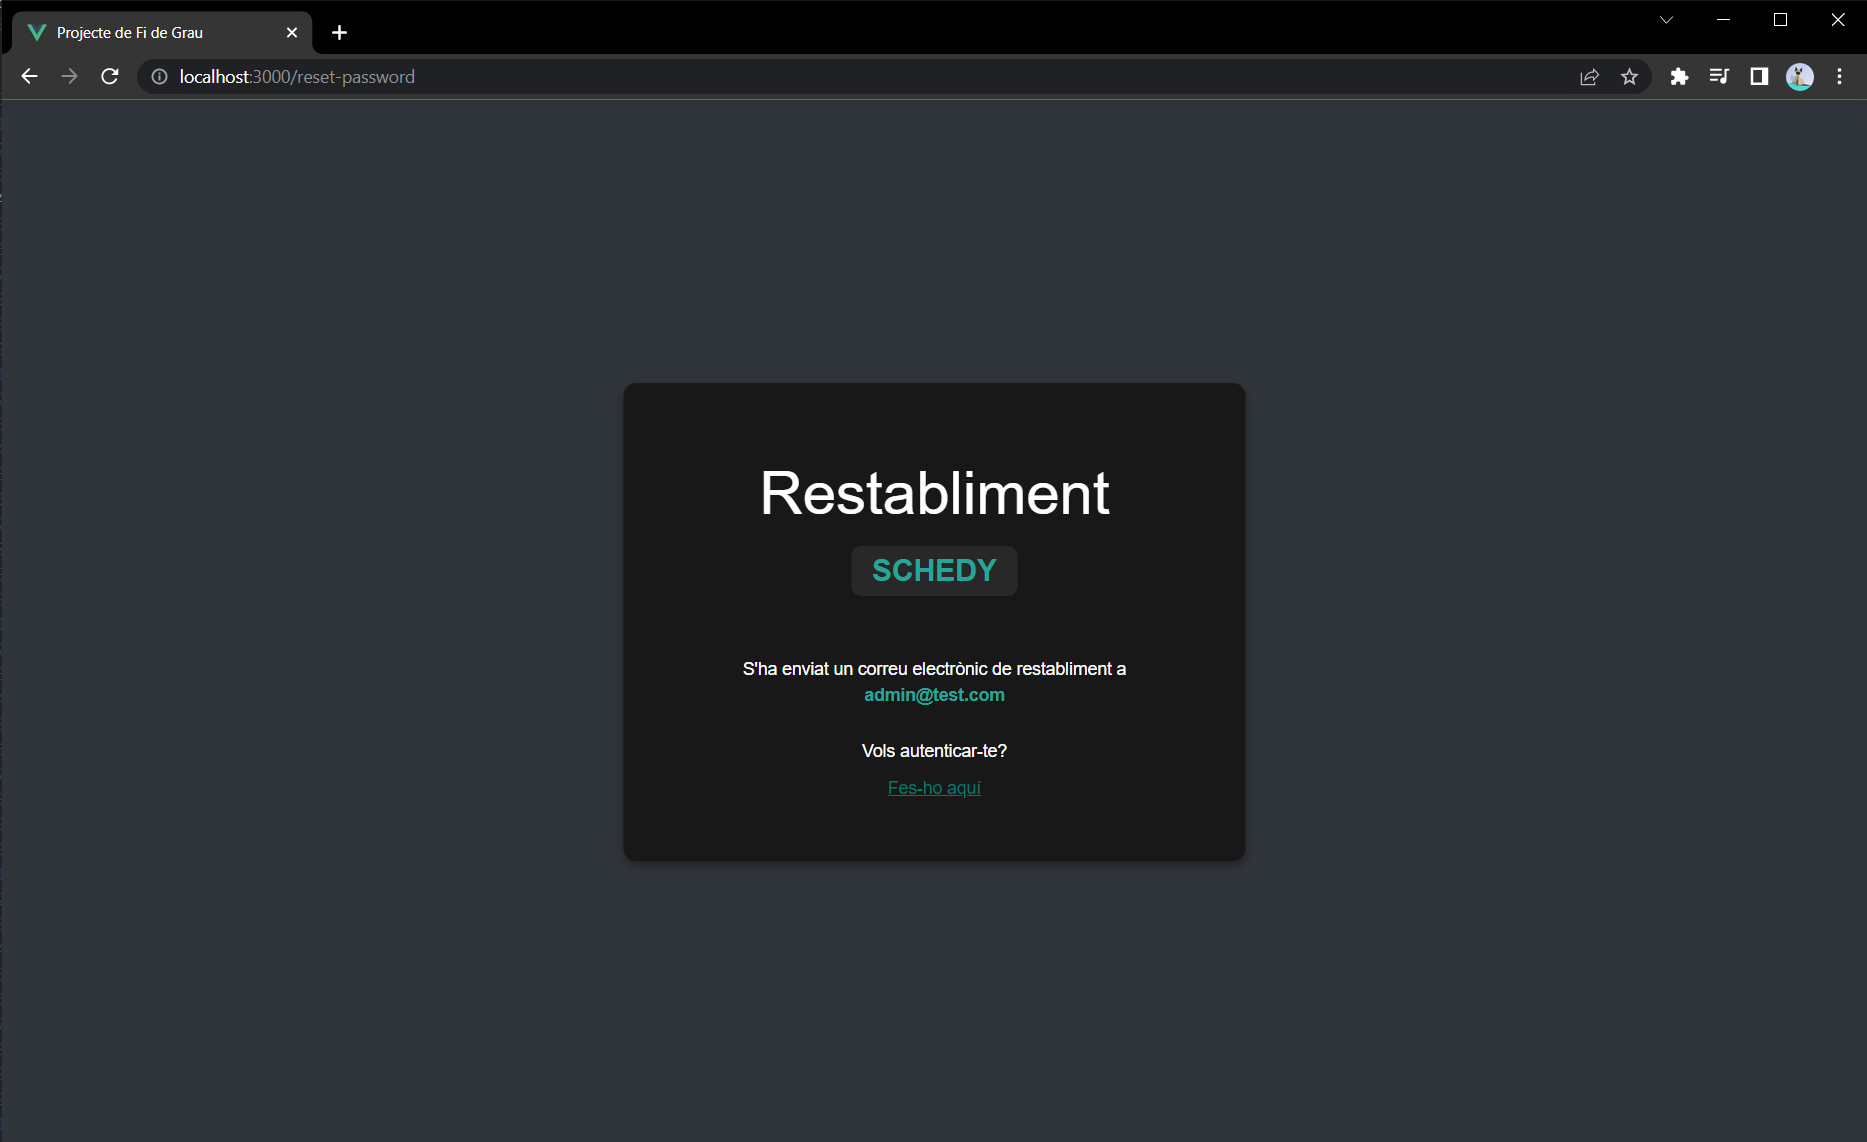 Projecte de Fi de Grau
localhost:3000/reset-password
Restabliment
SCHEDY
S'ha enviat un correu electrònic de restabliment a
admin@test.com
Vols autenticar-te?
Fes-ho aquí